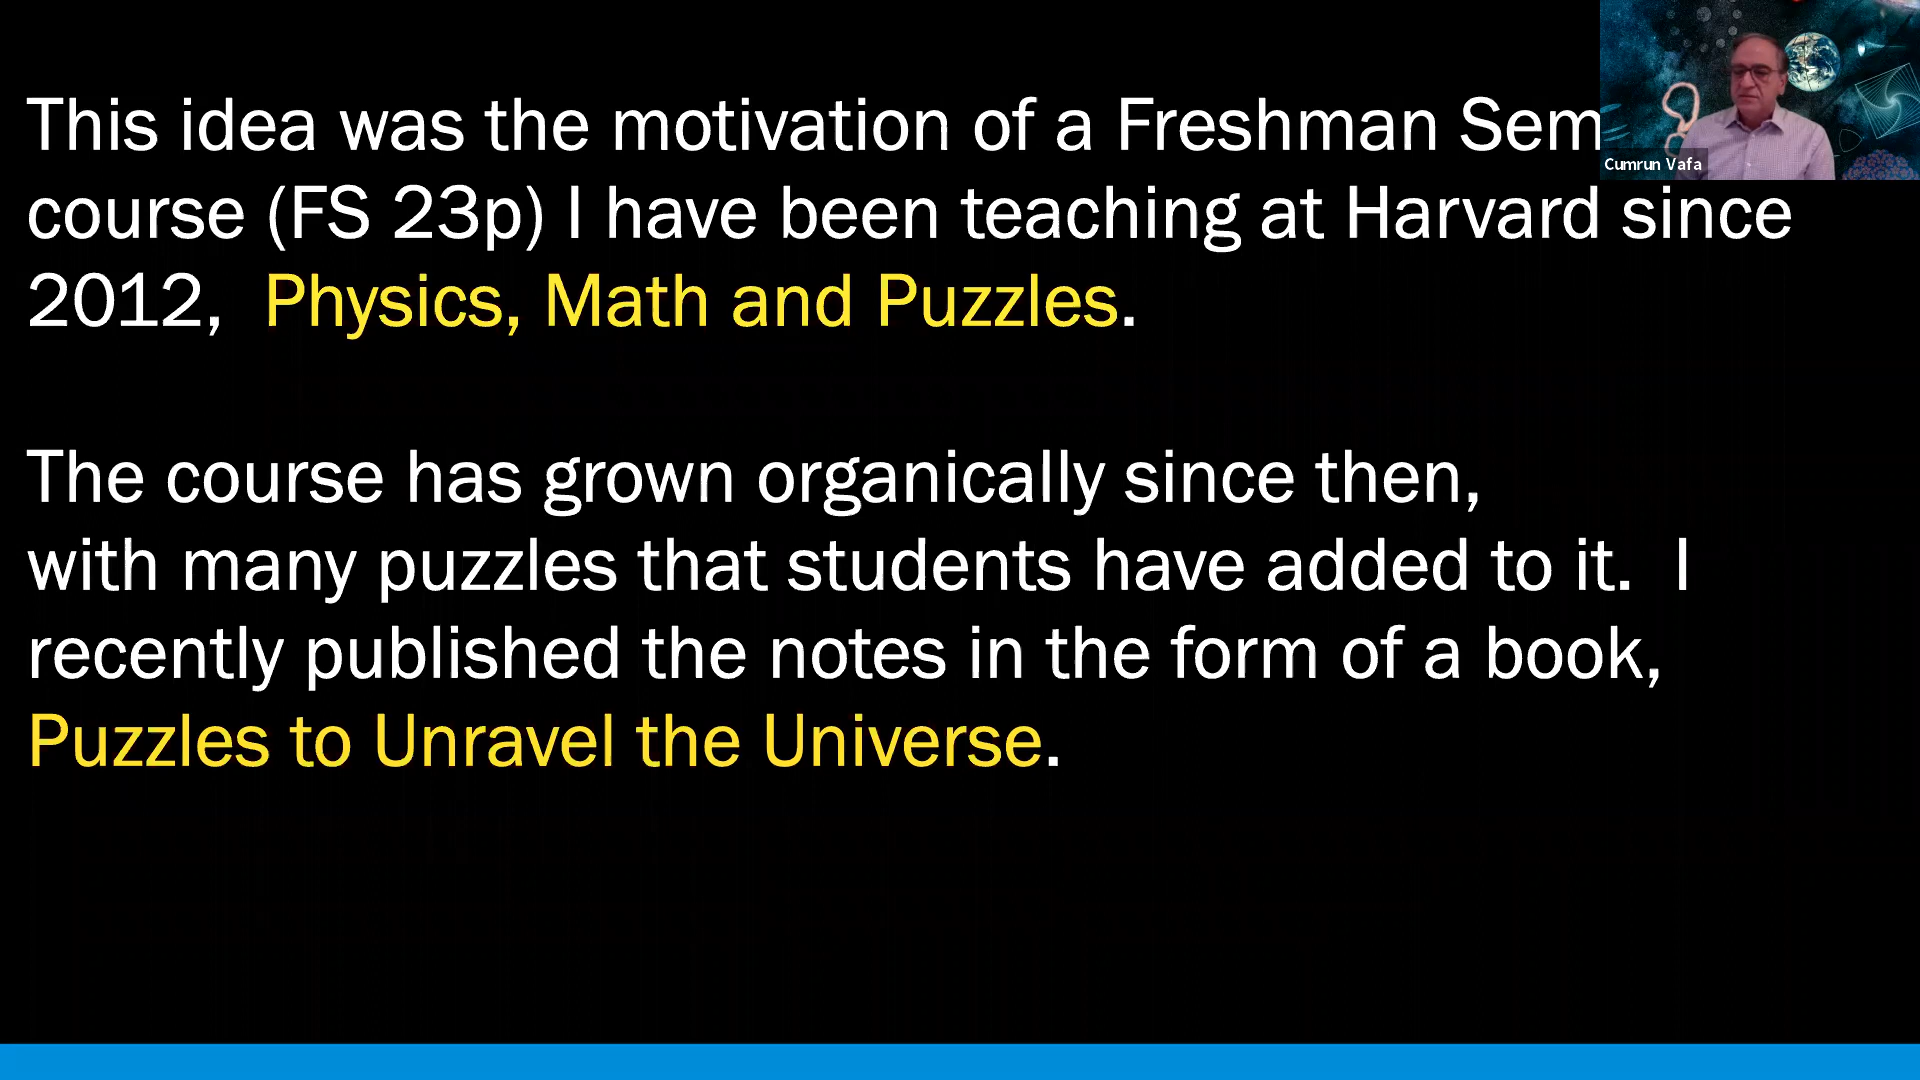 This idea was the motivation of a Freshman Sem
course (FS 23p) I have been teaching at Harvard since
2012, Physics, Math and Puzzles.
The course has grown organically since then,
with many puzzles that students have added to it. I
recently published the notes in the form of a book,
Puzzles to Unravel the Universe.
Cumrun Vafa